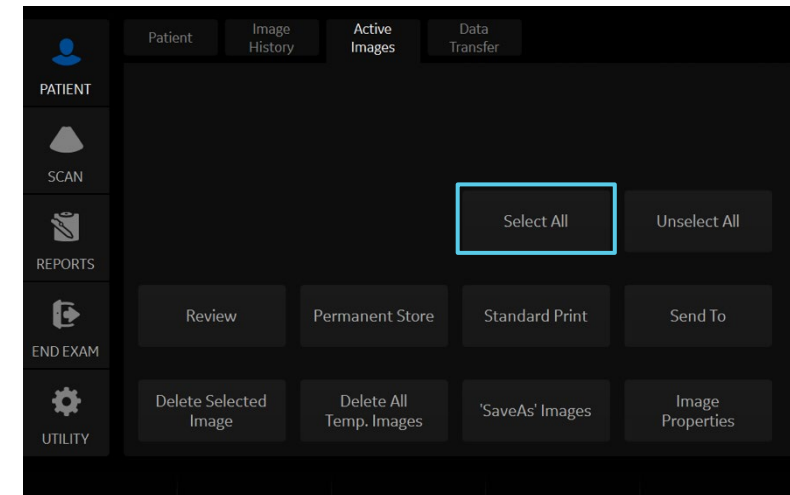 Patient
Image
History
Active
Images
Data
Transfer
PATIENT
SCAN
REPORTS
END EXAM
UTILITY
Select All
Unselect All
Review
Permanent Store
Standard Print
Send To
Delete Selected
Image
Delete All
Temp. Images
'SaveAs' Images
Image
Properties